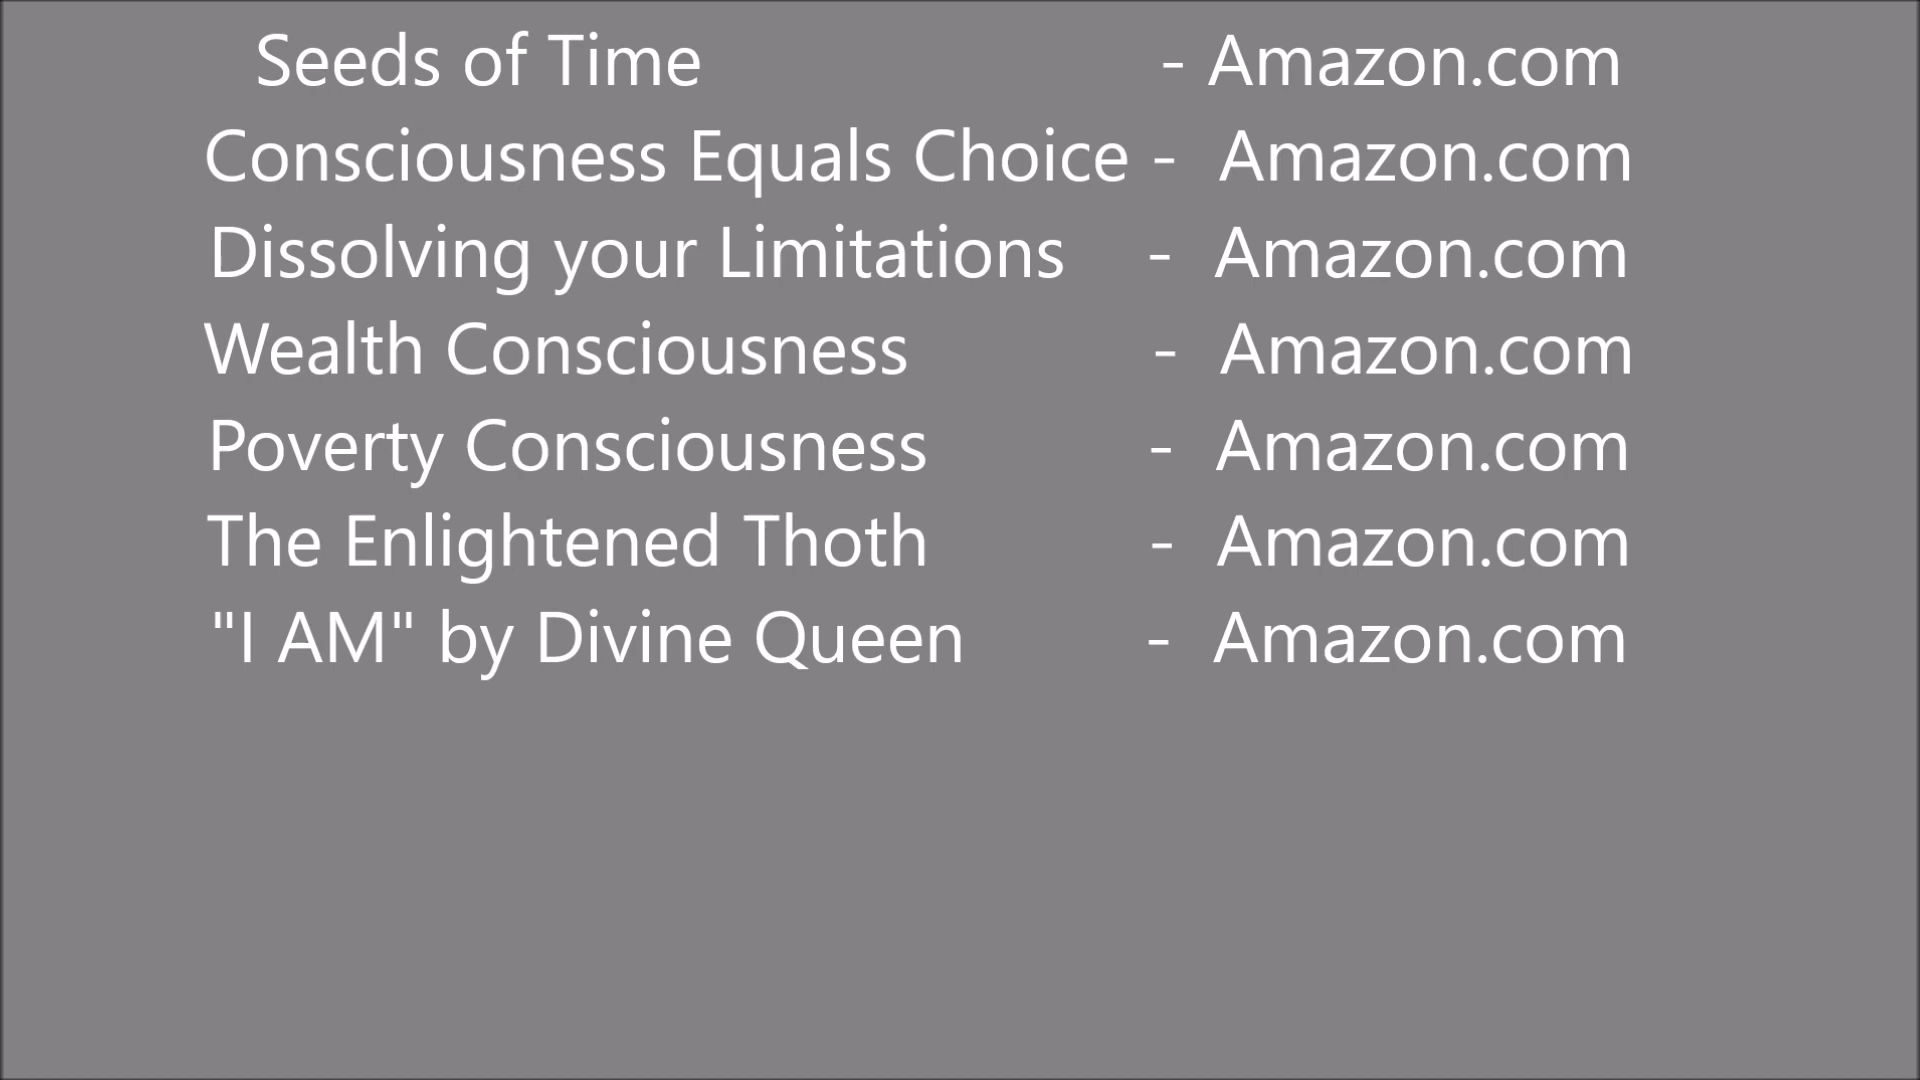 Seeds of Time - Amazon.com
Consciousness Equals Choice - Amazon.com
Dissolving your Limitations - Amazon.com
Wealth Consciousness - Amazon.com
Poverty Consciousness - Amazon.com
The Enlightened Thoth - Amazon.com
"I AM" by Divine Queen - Amazon.com